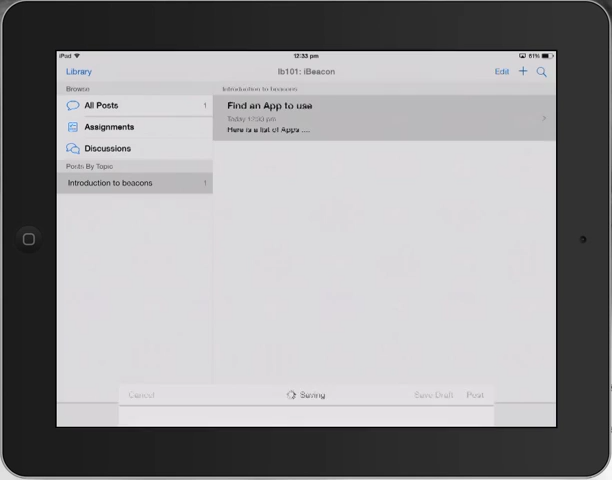 iPad 12:33 pm 61%
Library Ib101: iBeacon Edit +
Browse
Introduction to beacons
All Posts 1
Find an App to use
Today 12:33 pm
Here is a list of Apps ....
Assignments
Discussions
Posts By Topic
Introduction to beacons 1
Cancel Saving Save Draft Post